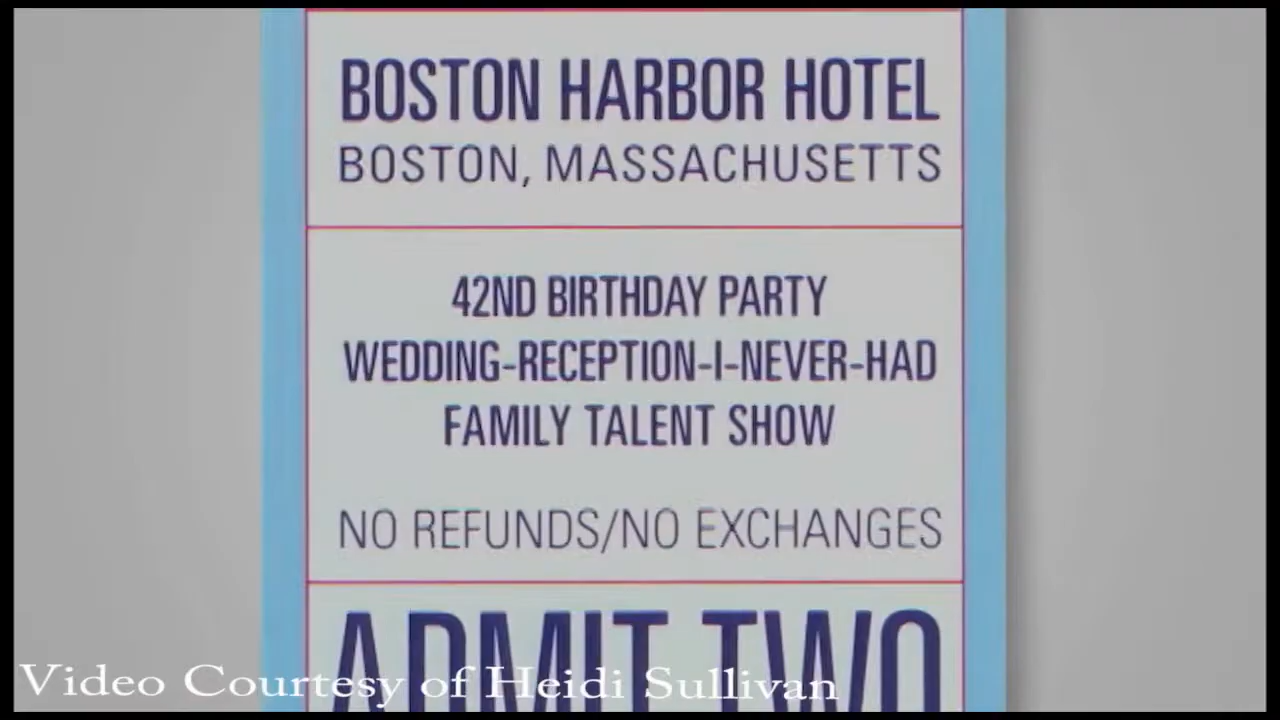 BOSTON HARBOR HOTEL
BOSTON, MASSACHUSETTS
42ND BIRTHDAY PARTY
WEDDING-RECEPTION-I-NEVER-HAD
FAMILY TALENT SHOW
NO REFUNDS/NO EXCHANGES
ADMIT TWO
Video Courtesy of Heidi Sullivan